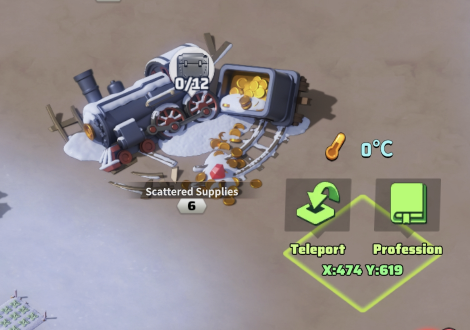 0/12
0°C
Scattered Supplies
6
Teleport Profession
X:474 Y:619